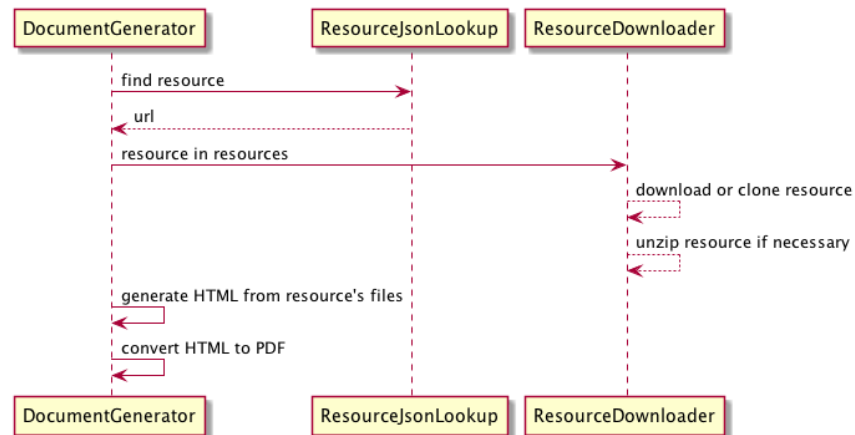 DocumentGenerator ResourceJsonLookup ResourceDownloader
find resource
url
resource in resources
download or clone resource
unzip resource if necessary
generate HTML from resource's files
convert HTML to PDF
DocumentGenerator ResourceJsonLookup ResourceDownloader